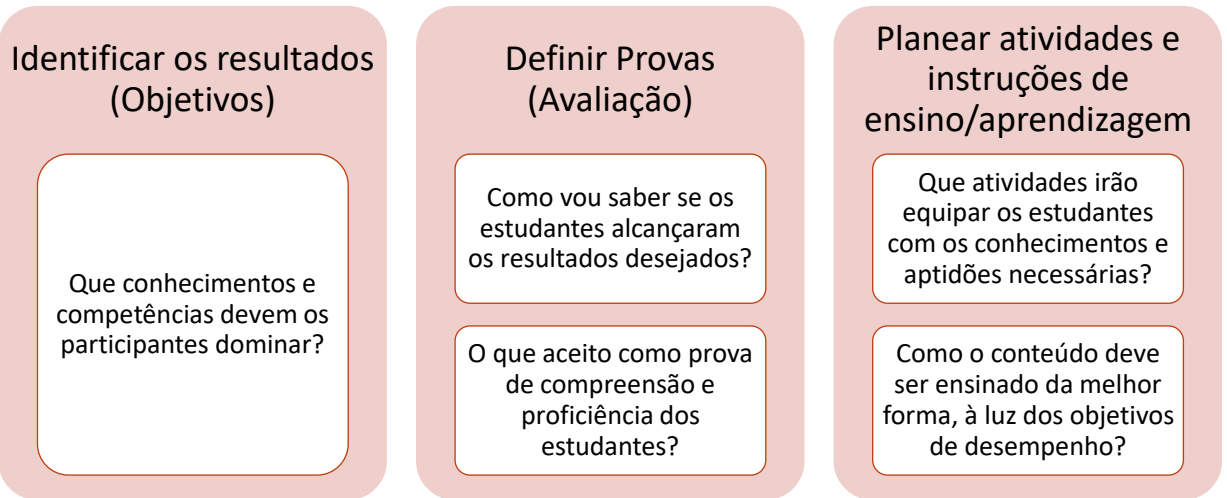 Identificar os resultados
(Objetivos)
Que conhecimentos e
competências devem os
participantes dominar?
Definir Provas
(Avaliação)
Como vou saber se os
estudantes alcançaram
os resultados desejados?
O que aceito como prova
de compreensão e
proficiência dos
estudantes?
Planear atividades e
instruções de
ensino/aprendizagem
Que atividades irão
equipar os estudantes
com os conhecimentos e
aptidões necessárias?
Como o conteúdo deve
ser ensinado da melhor
forma, à luz dos objetivos
de desempenho?